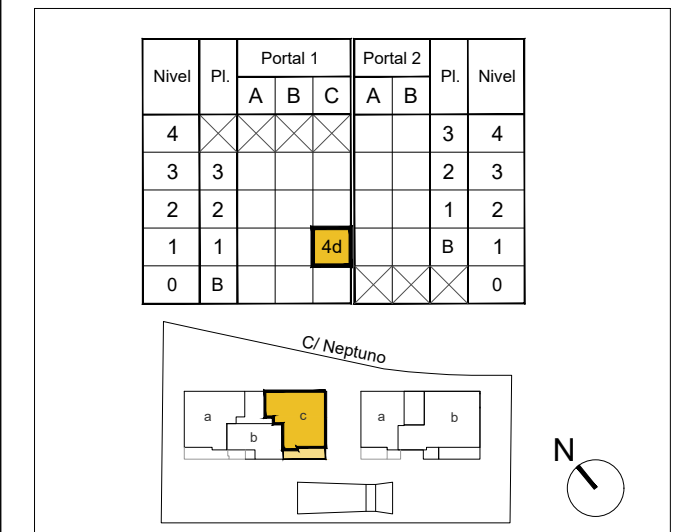 Nivel Pl. Portal 1 Portal 2 Pl. Nivel
A B C A B
4 3 4
3 3 2 3
2 2 1 2
1 1 4d B 1
0 B 0
C/ Neptuno
a c a b
b
N